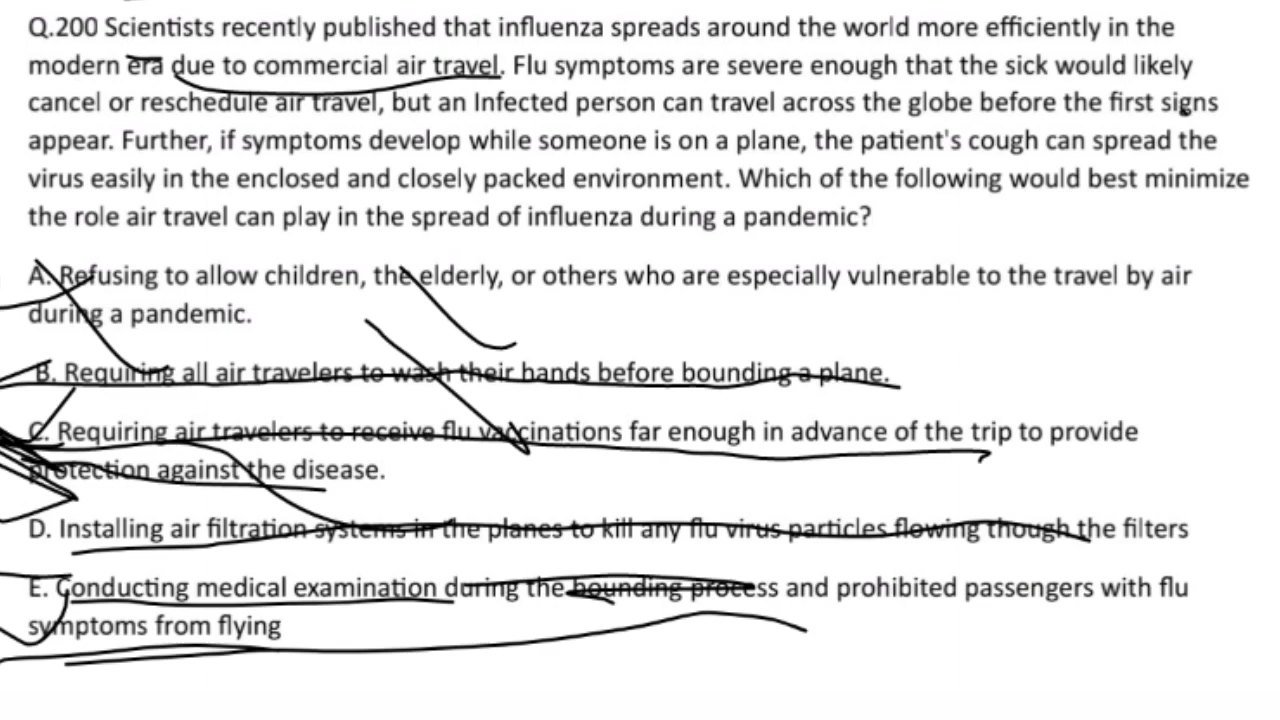 Q.200 Scientists recently published that influenza spreads around the world more efficiently in the
modern era due to commercial air travel. Flu symptoms are severe enough that the sick would likely
cancel or reschedule air travel, but an Infected person can travel across the globe before the first signs
appear. Further, if symptoms develop while someone is on a plane, the patient's cough can spread the
virus easily in the enclosed and closely packed environment. Which of the following would best minimize
the role air travel can play in the spread of influenza during a pandemic?
A. Refusing to allow children, the elderly, or others who are especially vulnerable to the travel by air
during a pandemic.
B. Requiring all air travelers to wash their hands before bounding a plane.
C. Requiring air travelers to receive flu vaccinations far enough in advance of the trip to provide
protection against the disease.
D. Installing air filtration systems in the planes to kill any flu virus particles flowing though the filters
E. Conducting medical examination during the bounding process and prohibited passengers with flu
symptoms from flying